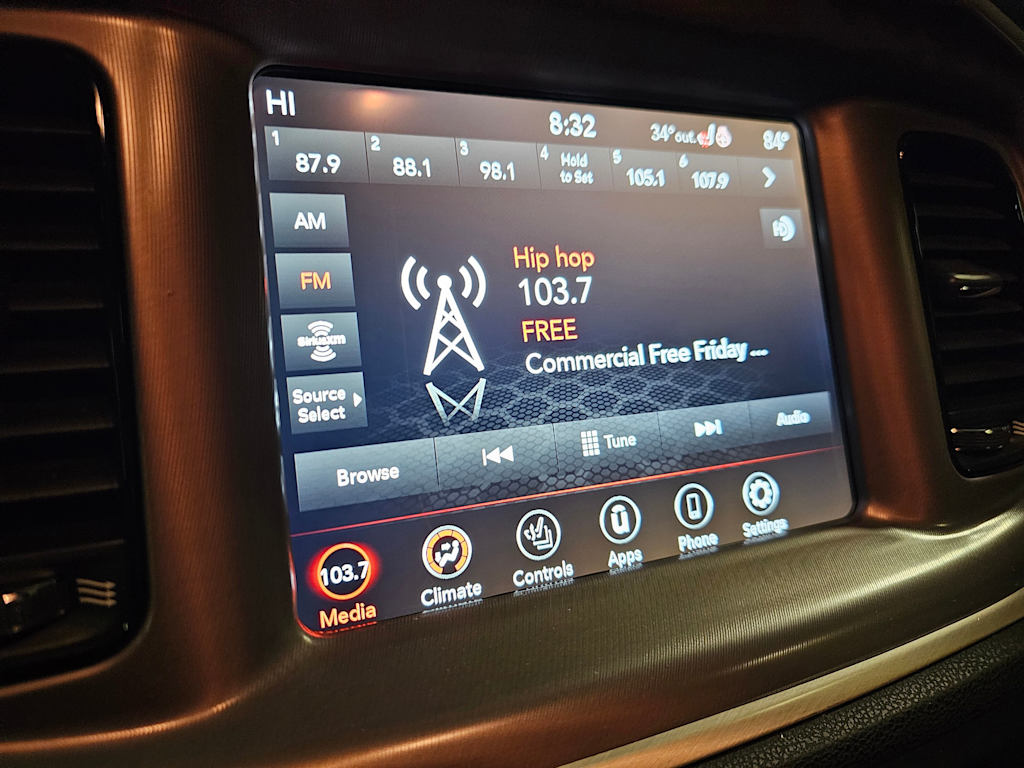 HI
8:32
34° out.
84°
1
87.9
2
88.1
3
98.1
4
Hold
to Set
5
105.1
6
107.9
AM
FM
SiriusXM
Source
Select
Hip hop
103.7
FREE
Commercial Free Friday ...
Browse
Tune
Audio
103.7
Media
Climate
Controls
Apps
Phone
Settings